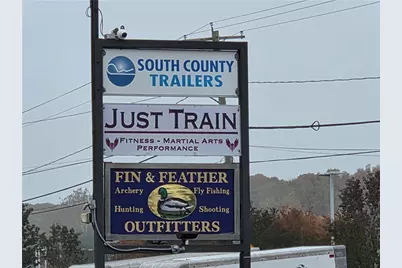 SOUTH COUNTY
TRAILERS
JUST TRAIN
FITNESS - MARTIAL ARTS
PERFORMANCE
FIN & FEATHER
Archery Fly Fishing
Hunting Shooting
OUTFITTERS